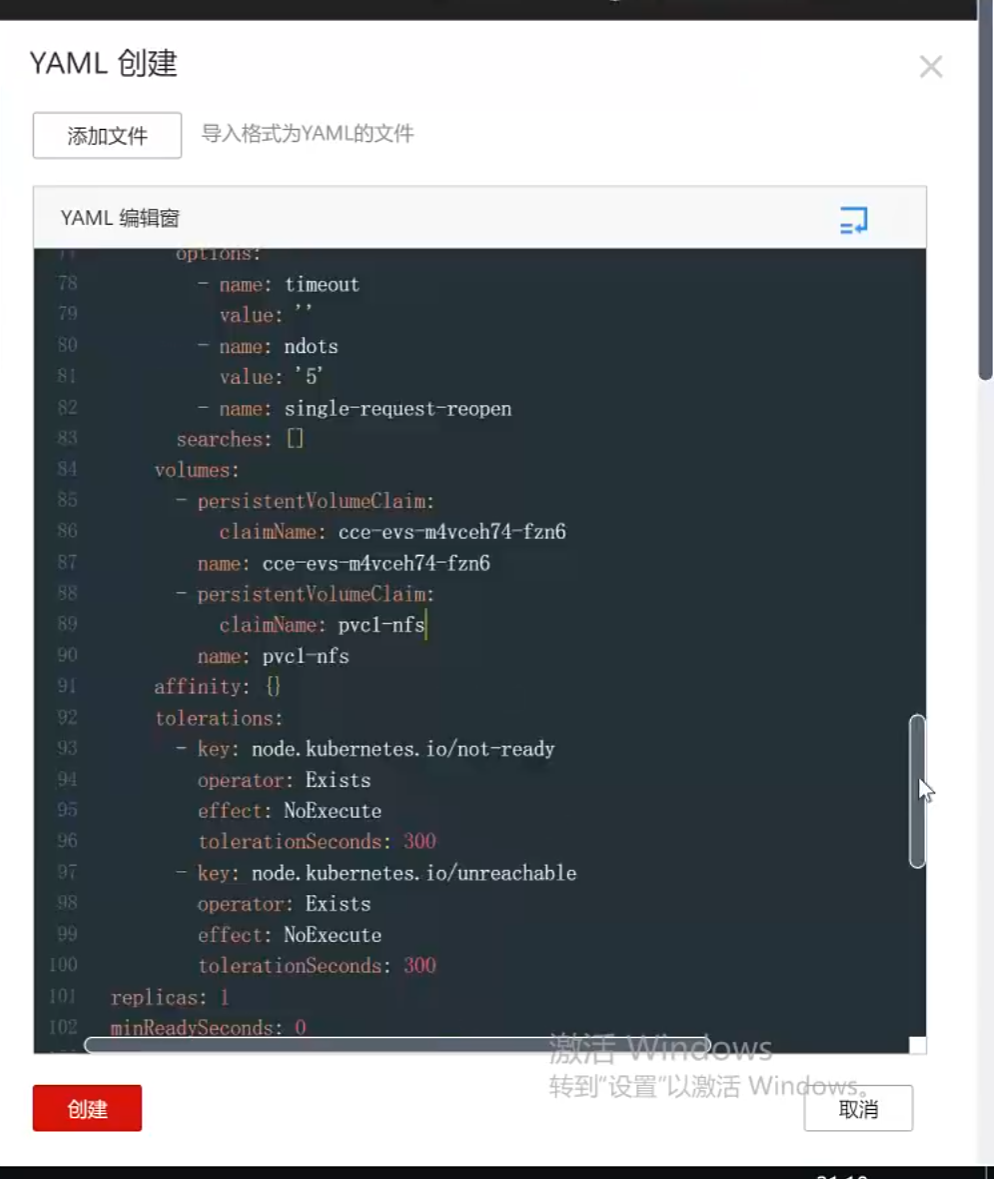 YAML 创建
添加文件 导入格式为YAML的文件
YAML 编辑窗
77 options:
78 - name: timeout
79 value: ''
80 - name: ndots
81 value: '5'
82 - name: single-request-reopen
83 searches: []
84 volumes:
85 - persistentVolumeClaim:
86 claimName: cce-evs-m4vceh74-fzn6
87 name: cce-evs-m4vceh74-fzn6
88 - persistentVolumeClaim:
89 claimName: pvc1-nfs
90 name: pvc1-nfs
91 affinity: {}
92 tolerations:
93 - key: node.kubernetes.io/not-ready
94 operator: Exists
95 effect: NoExecute
96 tolerationSeconds: 300
97 - key: node.kubernetes.io/unreachable
98 operator: Exists
99 effect: NoExecute
100 tolerationSeconds: 300
101 replicas: 1
102 minReadySeconds: 0
激活 Windows
转到"设置"以激活 Windows。
创建 取消